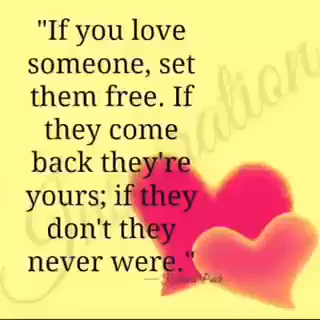 "If you love
someone, set
them free. If
they come
back they're
yours; if they
don't they
never were."